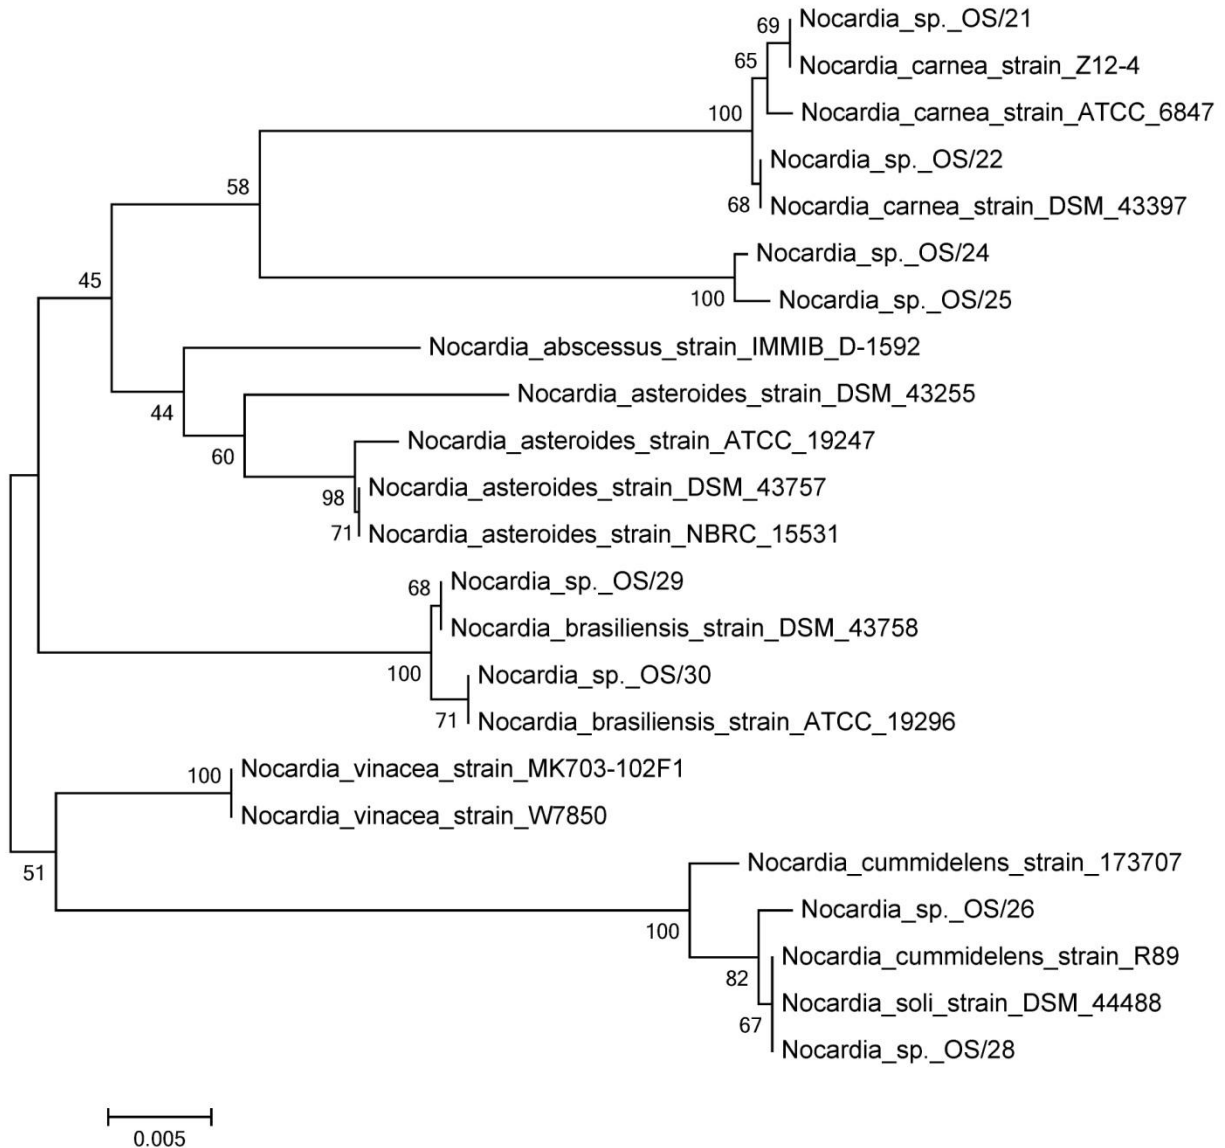 69
Nocardia_sp._OS/21
65
Nocardia_carnea_strain_Z12-4
100
Nocardia_carnea_strain_ATCC_6847
58
Nocardia_sp._OS/22
68
Nocardia_carnea_strain_DSM_43397
Nocardia_sp._OS/24
45
100
Nocardia_sp._OS/25
Nocardia_abscessus_strain_IMMIB_D-1592
44
Nocardia_asteroides_strain_DSM_43255
60
Nocardia_asteroides_strain_ATCC_19247
98
Nocardia_asteroides_strain_DSM_43757
71
Nocardia_asteroides_strain_NBRC_15531
68
Nocardia_sp._OS/29
Nocardia_brasiliensis_strain_DSM_43758
100
Nocardia_sp._OS/30
71
Nocardia_brasiliensis_strain_ATCC_19296
100
Nocardia_vinacea_strain_MK703-102F1
Nocardia_vinacea_strain_W7850
51
Nocardia_cummidelens_strain_173707
100
Nocardia_sp._OS/26
82
Nocardia_cummidelens_strain_R89
Nocardia_soli_strain_DSM_44488
67
Nocardia_sp._OS/28
0.005